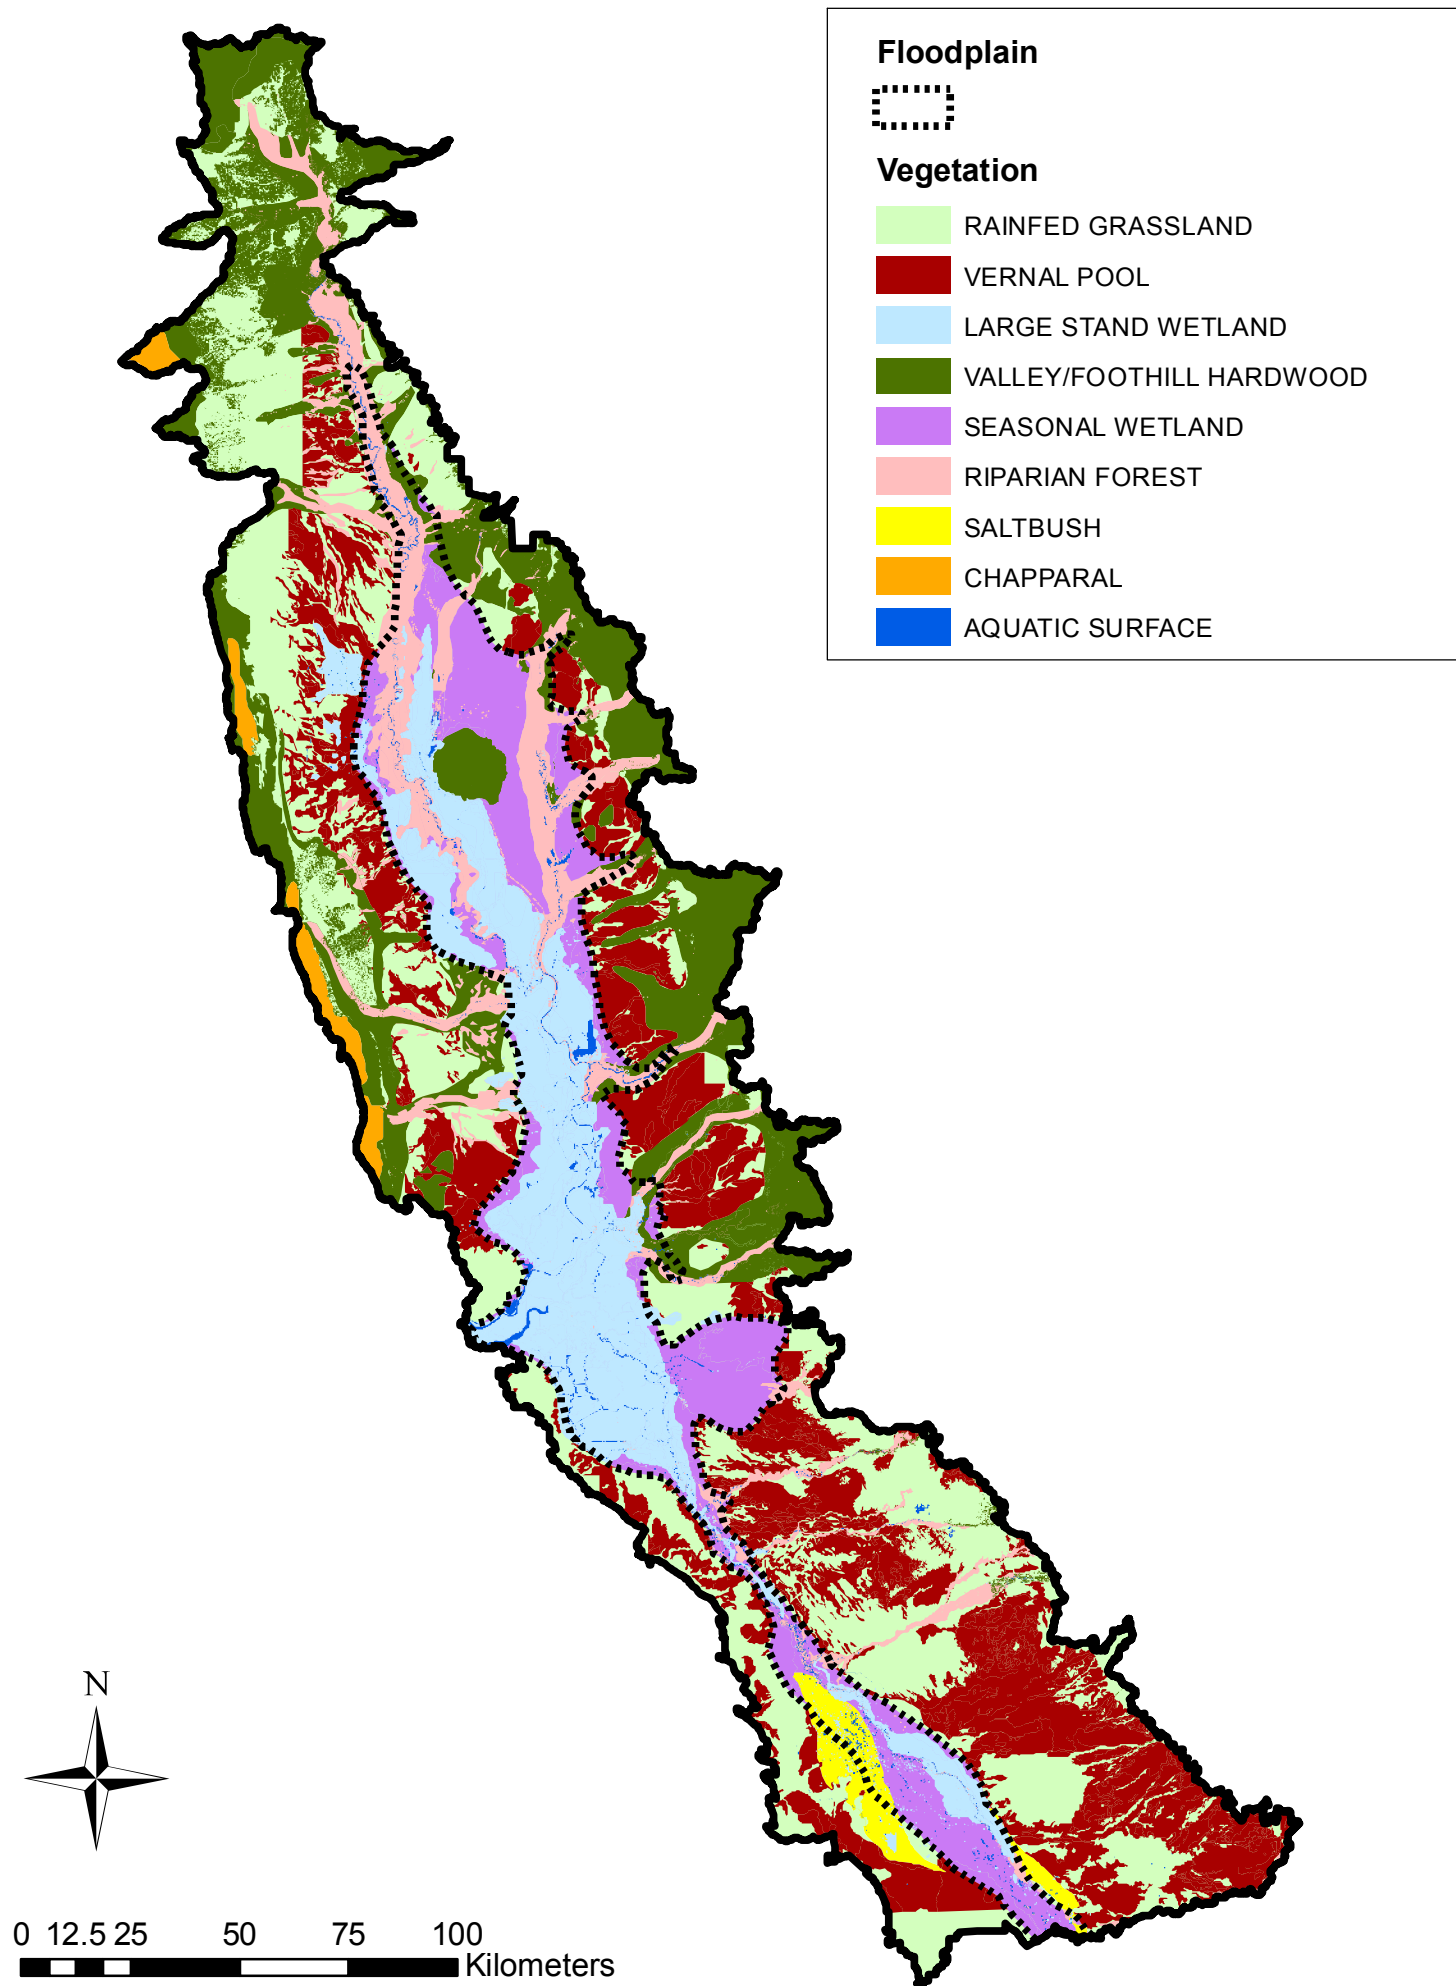 Floodplain
Vegetation
RAINFED GRASSLAND
VERNAL POOL
LARGE STAND WETLAND
VALLEY/FOOTHILL HARDWOOD
SEASONAL WETLAND
RIPARIAN FOREST
SALTBUSH
CHAPPARAL
AQUATIC SURFACE
N
0 12.5 25 50 75 100
Kilometers